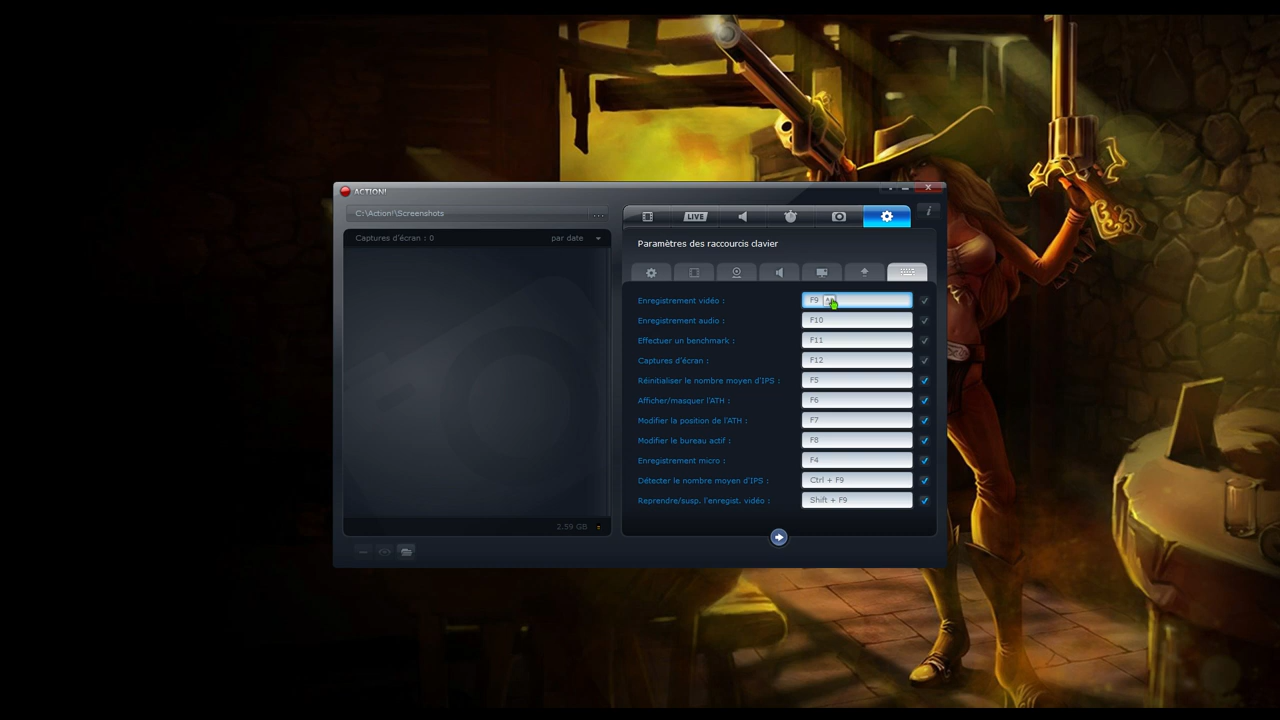 ACTION!
C:\Action!\Screenshots
...
LIVE
i
Captures d'écran : 0 par date
Paramètres des raccourcis clavier
Enregistrement vidéo : F9
Enregistrement audio : F10
Effectuer un benchmark : F11
Captures d'écran : F12
Réinitialiser le nombre moyen d'IPS : F5
Afficher/masquer l'ATH : F6
Modifier la position de l'ATH : F7
Modifier le bureau actif : F8
Enregistrement micro : F4
Détecter le nombre moyen d'IPS : Ctrl + F9
Reprendre/susp. l'enregist. vidéo : Shift + F9
2.59 GB